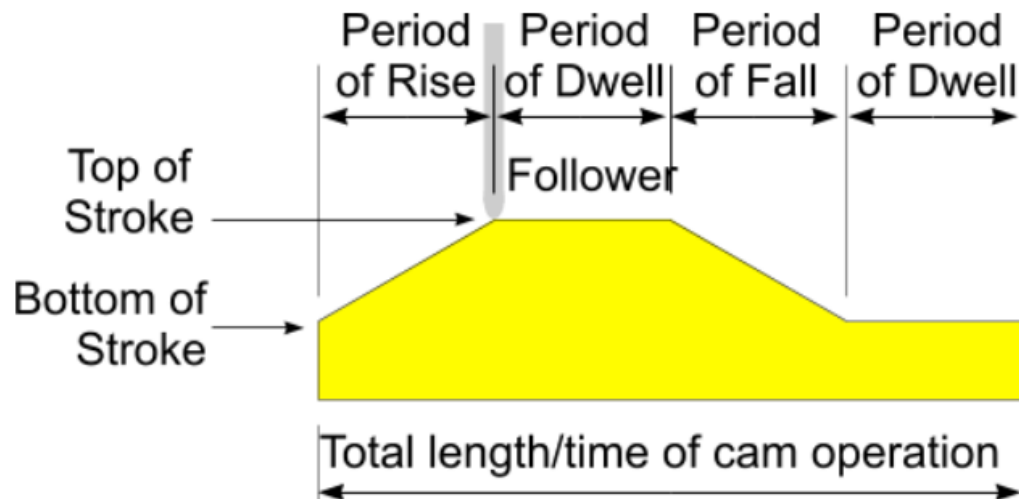 Period of Rise
Period of Dwell
Period of Fall
Period of Dwell
Top of Stroke
Follower
Bottom of Stroke
Total length/time of cam operation